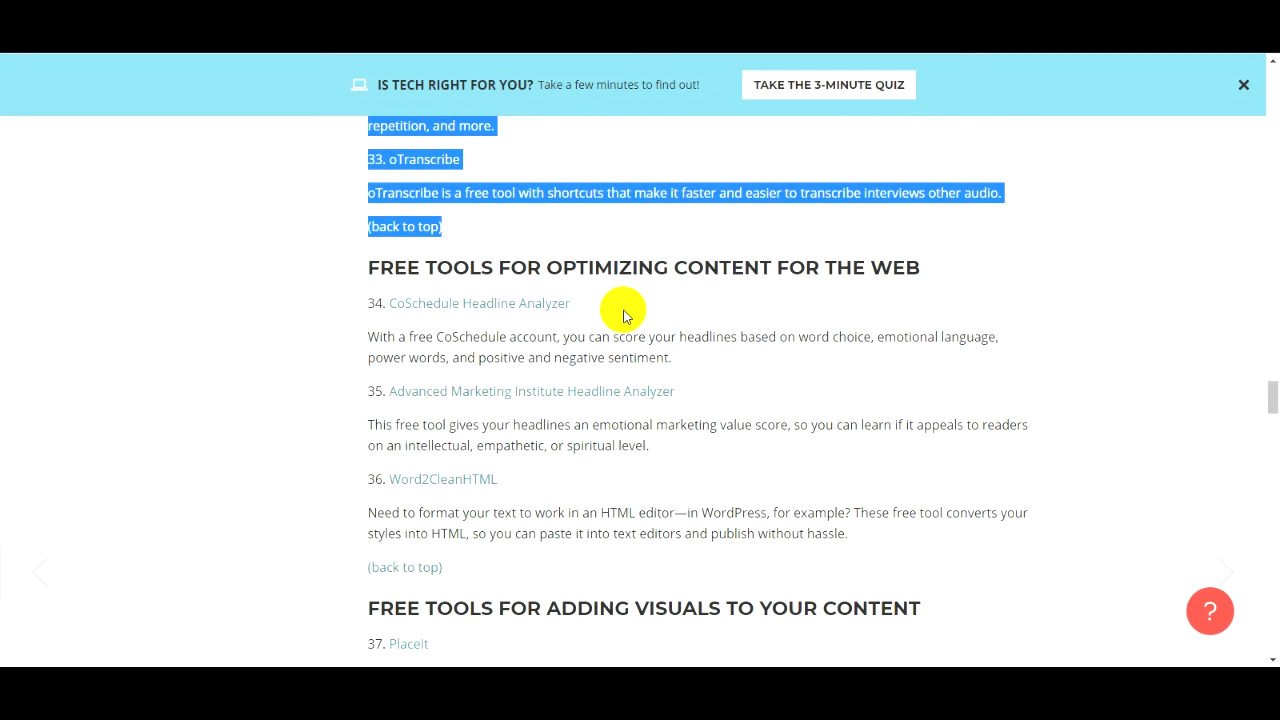 IS TECH RIGHT FOR YOU? Take a few minutes to find out!
TAKE THE 3-MINUTE QUIZ
repetition, and more.
33. oTranscribe
oTranscribe is a free tool with shortcuts that make it faster and easier to transcribe interviews other audio.
(back to top)
FREE TOOLS FOR OPTIMIZING CONTENT FOR THE WEB
34. CoSchedule Headline Analyzer
With a free CoSchedule account, you can score your headlines based on word choice, emotional language,
power words, and positive and negative sentiment.
35. Advanced Marketing Institute Headline Analyzer
This free tool gives your headlines an emotional marketing value score, so you can learn if it appeals to readers
on an intellectual, empathetic, or spiritual level.
36. Word2CleanHTML
Need to format your text to work in an HTML editor—in WordPress, for example? These free tool converts your
styles into HTML, so you can paste it into text editors and publish without hassle.
(back to top)
FREE TOOLS FOR ADDING VISUALS TO YOUR CONTENT
37. PlaceIt
?